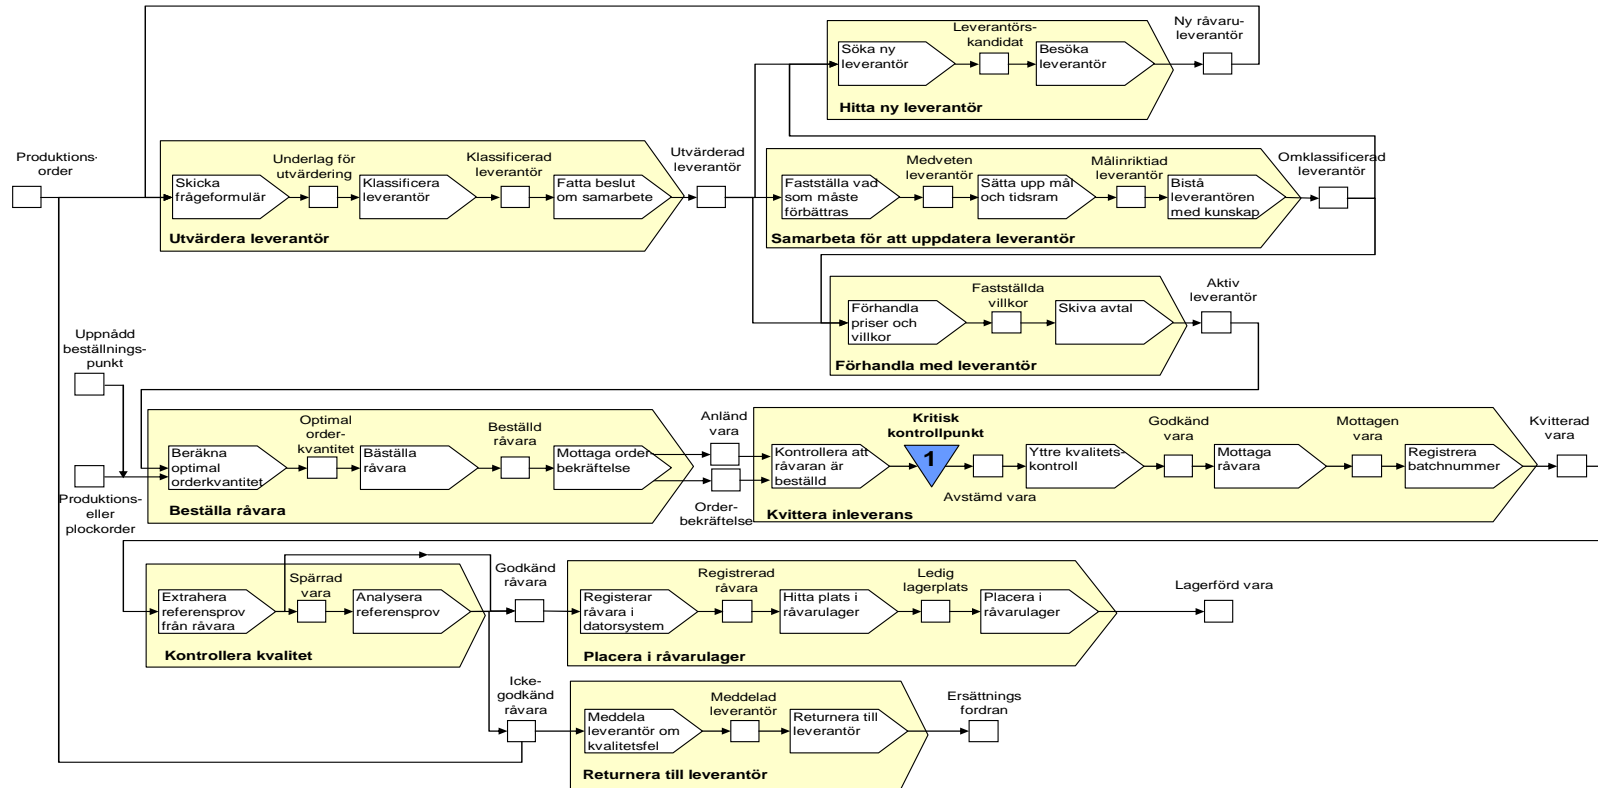 Ny råvaru-
leverantör
Leverantörs-
kandidat
Söka ny
leverantör
Besöka
leverantör
Hitta ny leverantör
Produktions-
order
Underlag för
utvärdering
Klassificerad
leverantör
Utvärderad
leverantör
Skicka
frågeformulär
Klassificera
leverantör
Fatta beslut
om samarbete
Utvärdera leverantör
Medveten
leverantör
Målinriktiad
leverantör
Omklassificerad
leverantör
Fastställa vad
som måste
förbättras
Sätta upp mål
och tidsram
Bistå
leverantören
med kunskap
Samarbeta för att uppdatera leverantör
Fastställda
villkor
Aktiv
leverantör
Förhandla
priser och
villkor
Skiva avtal
Förhandla med leverantör
Uppnådd
beställnings-
punkt
Produktions-
eller
plockorder
Optimal
order-
kvantitet
Beställd
råvara
Beräkna
optimal
orderkvantitet
Bäställa
råvara
Mottaga order-
bekräftelse
Beställa råvara
Anländ
vara
Order-
bekräftelse
Kritisk
kontrollpunkt
1
Godkänd
vara
Mottagen
vara
Kvitterad
vara
Kontrollera att
råvaran är
beställd
Avstämd vara
Yttre kvalitets-
kontroll
Mottaga
råvara
Registrera
batchnummer
Kvittera inleverans
Spärrad
vara
Godkänd
råvara
Extrahera
referensprov
från råvara
Analysera
referensprov
Kontrollera kvalitet
Registrerad
råvara
Ledig
lagerplats
Lagerförd vara
Registrerar
råvara i
datorsystem
Hitta plats i
råvarulager
Placera i
råvarulager
Placera i råvarulager
Icke-
godkänd
råvara
Meddelad
leverantör
Ersättnings
fordran
Meddela
leverantör om
kvalitetsfel
Returnera till
leverantör
Returnera till leverantör